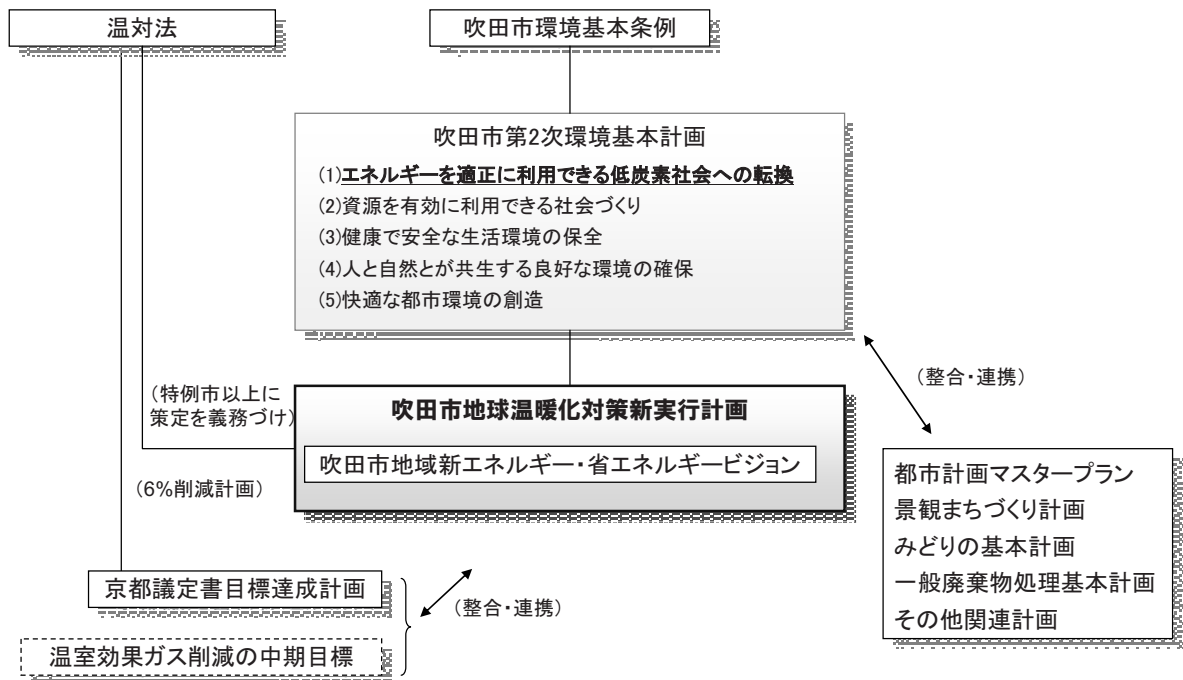 温対法
吹田市環境基本条例
吹田市第2次環境基本計画
(1)エネルギーを適正に利用できる低炭素社会への転換
(2)資源を有効に利用できる社会づくり
(3)健康で安全な生活環境の保全
(4)人と自然とが共生する良好な環境の確保
(5)快適な都市環境の創造
(整合・連携)
(特例市以上に
策定を義務づけ)
吹田市地球温暖化対策新実行計画
吹田市地域新エネルギー・省エネルギービジョン
(6%削減計画)
都市計画マスタープラン
景観まちづくり計画
みどりの基本計画
一般廃棄物処理基本計画
その他関連計画
京都議定書目標達成計画
(整合・連携)
温室効果ガス削減の中期目標